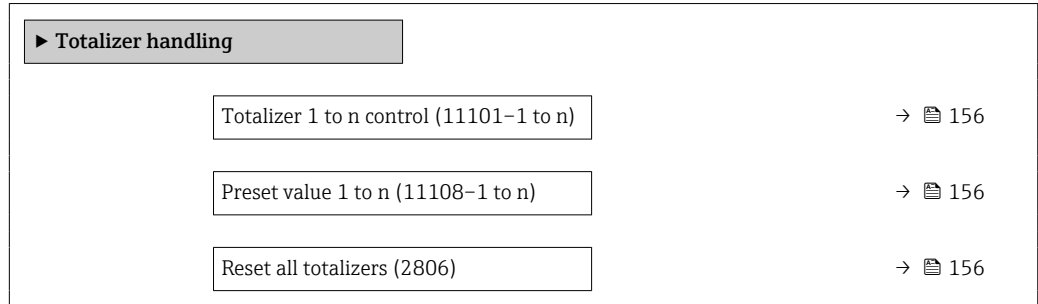 ► Totalizer handling
Totalizer 1 to n control (11101–1 to n) → 156
Preset value 1 to n (11108–1 to n) → 156
Reset all totalizers (2806) → 156